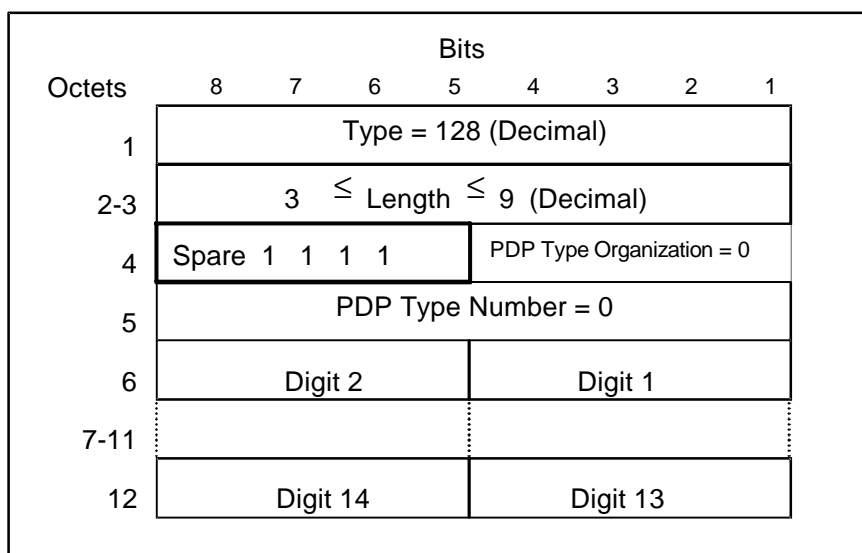 Bits
Octets 8 7 6 5 4 3 2 1
1 Type = 128 (Decimal)
2-3 3 ≤ Length ≤ 9 (Decimal)
4 Spare 1 1 1 1 PDP Type Organization = 0
5 PDP Type Number = 0
6 Digit 2 Digit 1
7-11
12 Digit 14 Digit 13